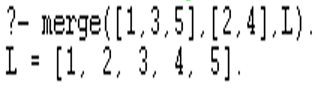 ?- merge([1,3,5],[2,4],L).
L = [1, 2, 3, 4, 5].